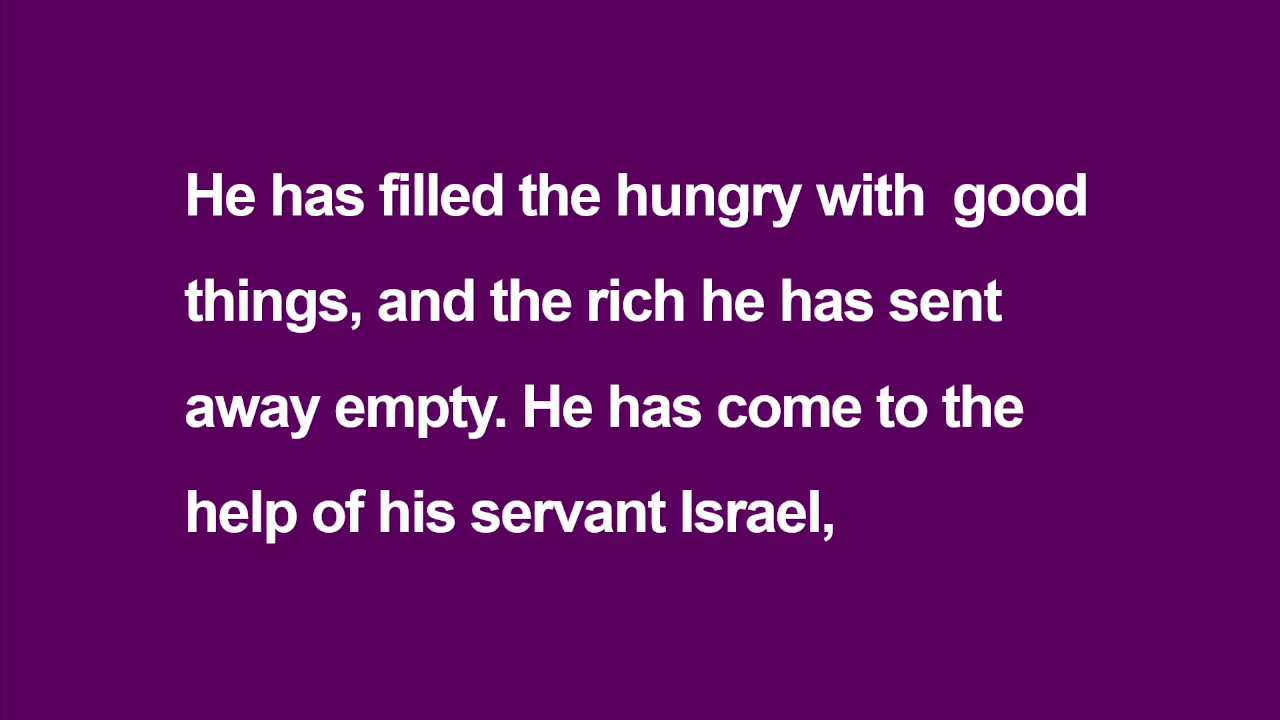 He has filled the hungry with  good
things, and the rich he has sent
away empty. He has come to the
help of his servant Israel,